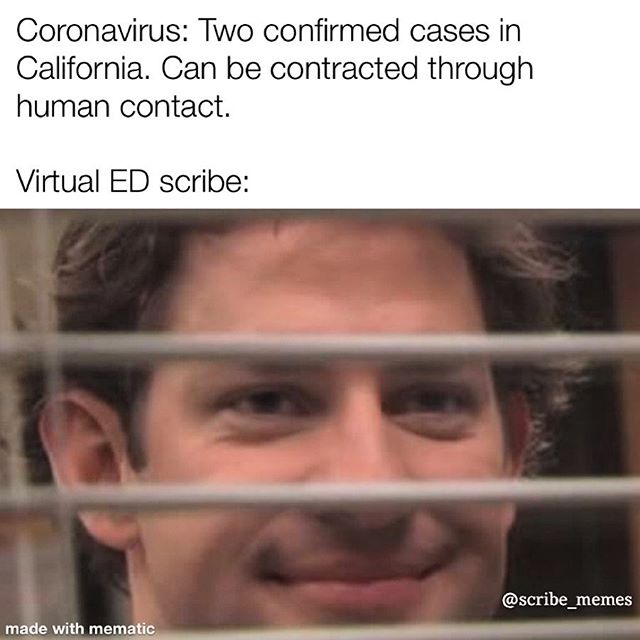 Coronavirus: Two confirmed cases in
California. Can be contracted through
human contact.
Virtual ED scribe:
@scribe_memes
made with mematic